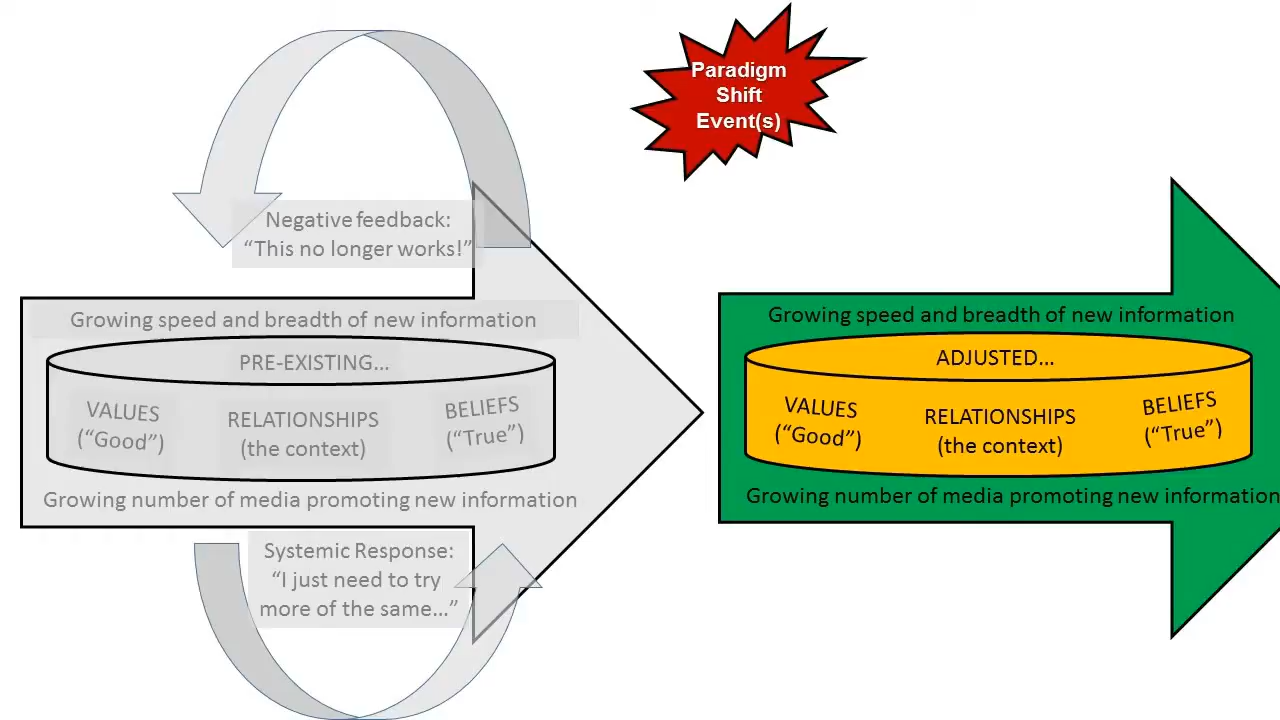 Paradigm
Shift
Event(s)
Negative feedback:
“This no longer works!”
Growing speed and breadth of new information
PRE-EXISTING...
VALUES
(“Good”)
RELATIONSHIPS
(the context)
BELIEFS
(“True”)
Growing number of media promoting new information
Systemic Response:
“I just need to try
more of the same...”
Growing speed and breadth of new information
ADJUSTED...
VALUES
(“Good”)
RELATIONSHIPS
(the context)
BELIEFS
(“True”)
Growing number of media promoting new information